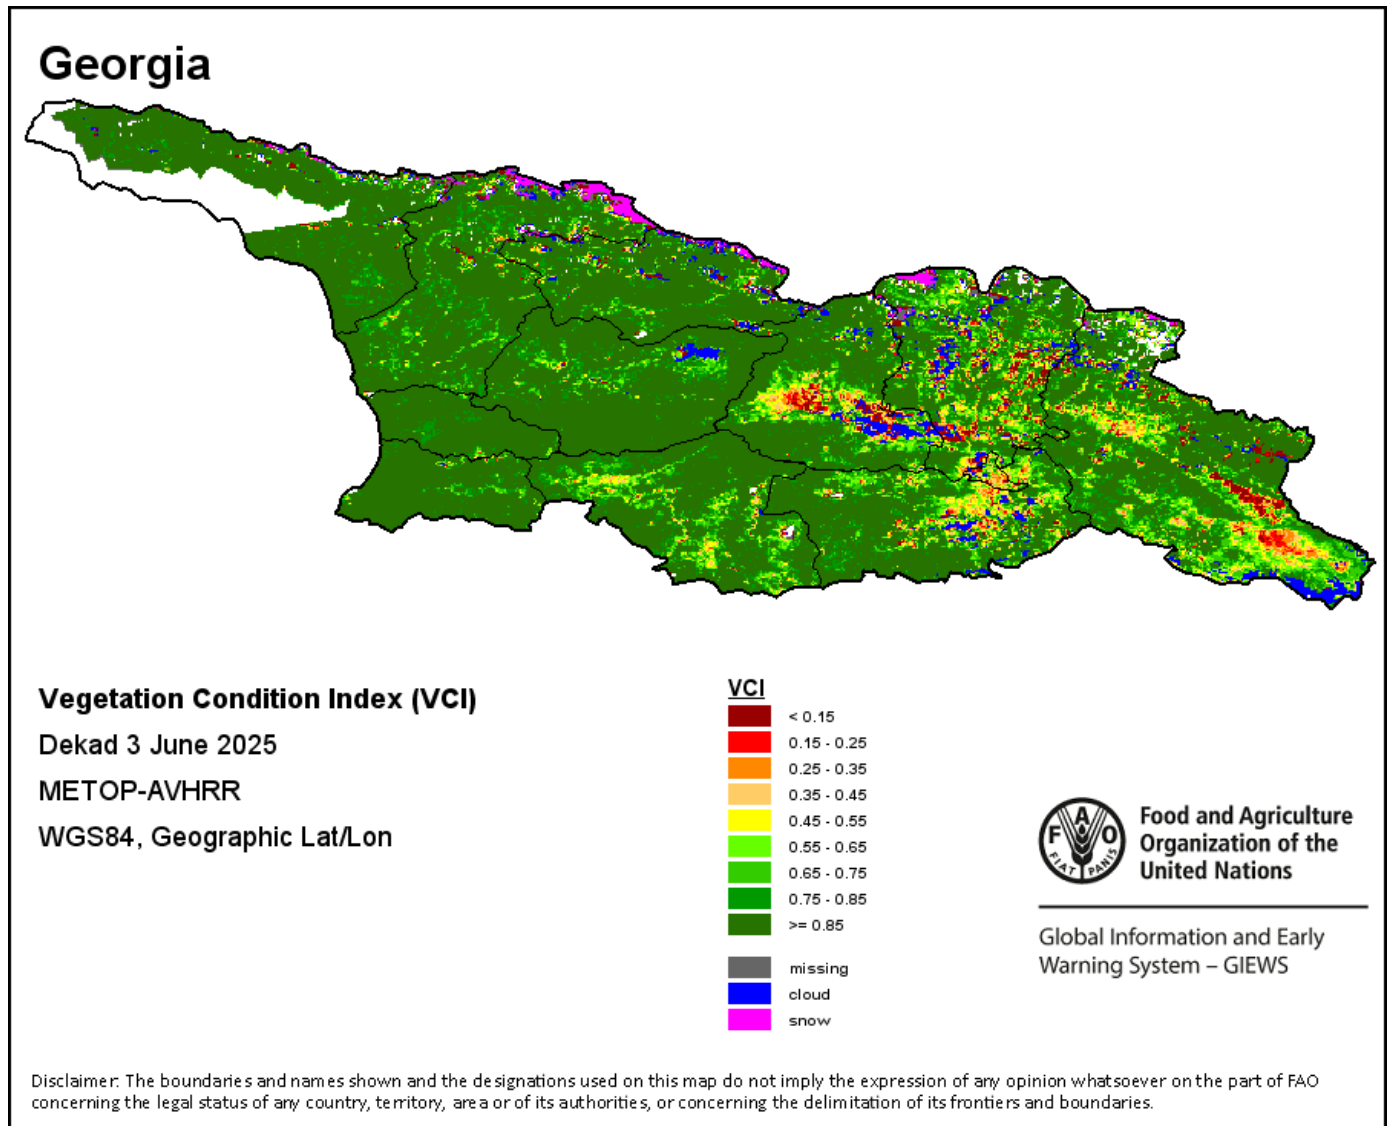 Georgia
Vegetation Condition Index (VCI)
Dekad 3 June 2025
METOP-AVHRR
WGS84, Geographic Lat/Lon
VCI
< 0.15
0.15 - 0.25
0.25 - 0.35
0.35 - 0.45
0.45 - 0.55
0.55 - 0.65
0.65 - 0.75
0.75 - 0.85
>= 0.85
missing
cloud
snow
F A O
FIAT PANIS
Food and Agriculture
Organization of the
United Nations
Global Information and Early
Warning System – GIEWS
Disclaimer: The boundaries and names shown and the designations used on this map do not imply the expression of any opinion whatsoever on the part of FAO
concerning the legal status of any country, territory, area or of its authorities, or concerning the delimitation of its frontiers and boundaries.